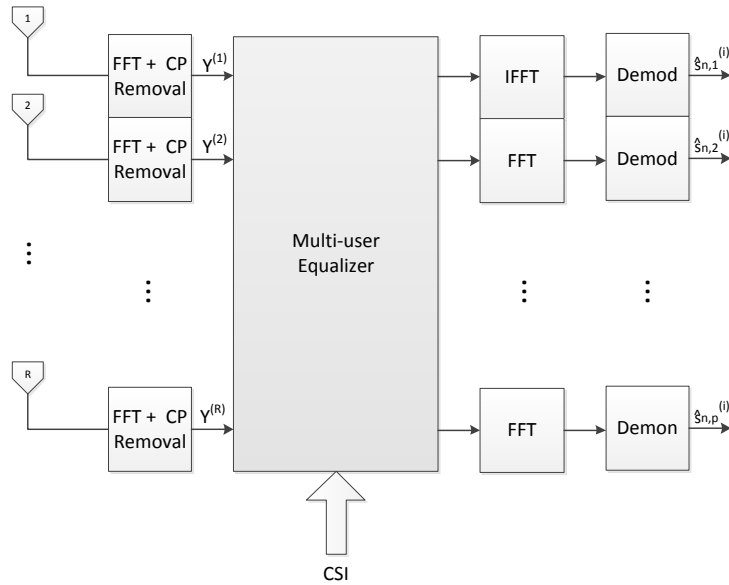 1
FFT + CP
Removal
Y(1)
IFFT
Demod
ŝn,1(i)
2
FFT + CP
Removal
Y(2)
FFT
Demod
ŝn,2(i)
Multi-user
Equalizer
R
FFT + CP
Removal
Y(R)
FFT
Demon
ŝn,p(i)
CSI